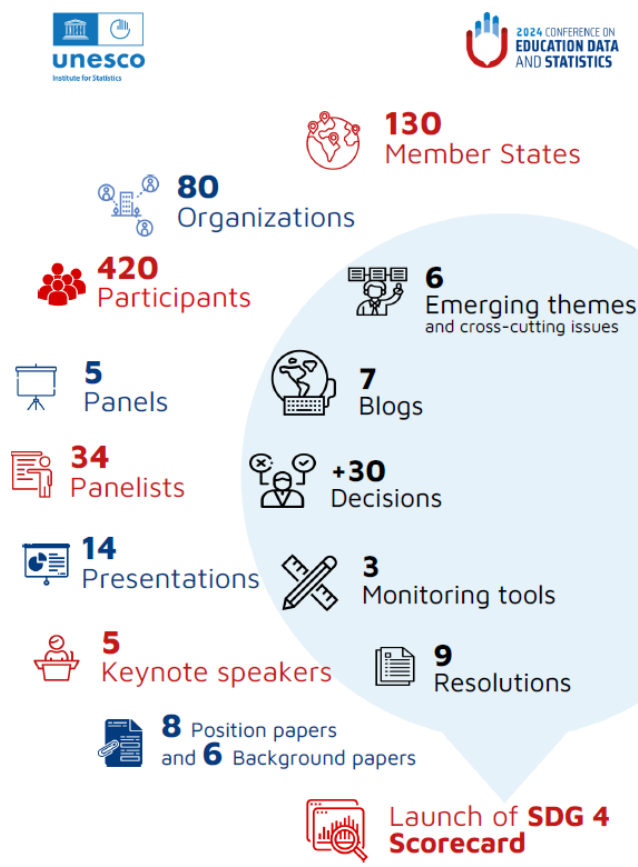 unesco
Institute for Statistics
2024 CONFERENCE ON
EDUCATION DATA
AND STATISTICS
130
Member States
80
Organizations
420
Participants
6
Emerging themes
and cross-cutting issues
5
Panels
7
Blogs
34
Panelists
+30
Decisions
14
Presentations
3
Monitoring tools
5
Keynote speakers
9
Resolutions
8 Position papers
and 6 Background papers
Launch of SDG 4
Scorecard